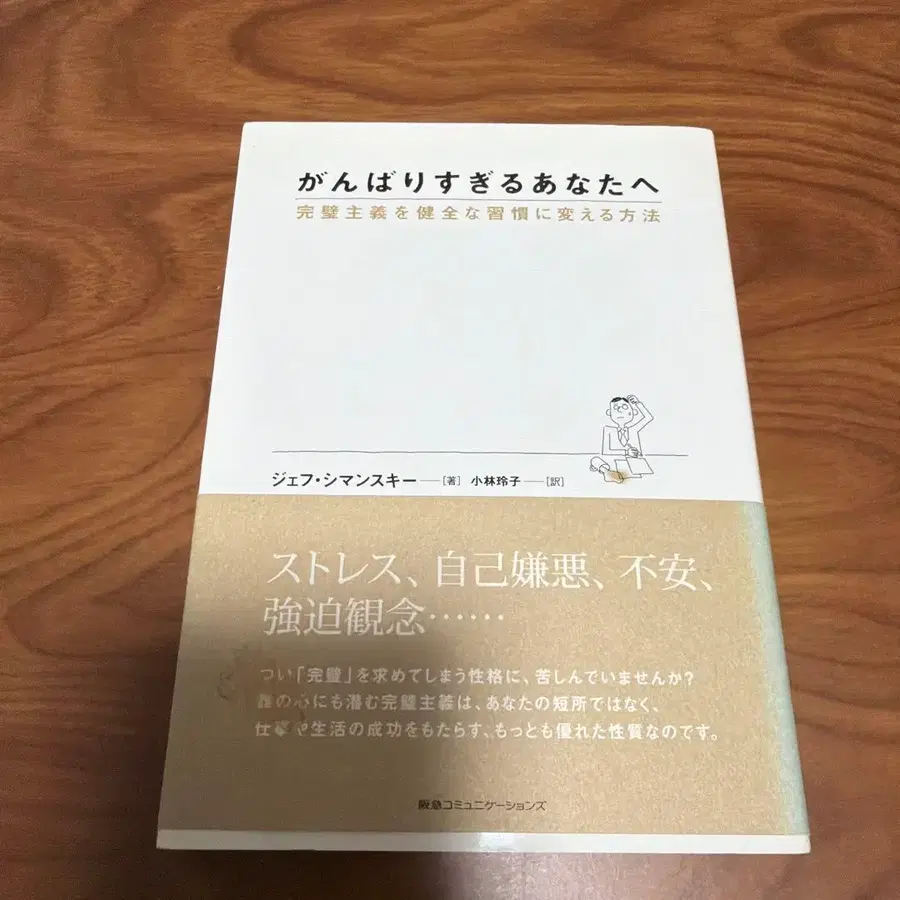 がんばりすぎるあなたへ
完璧主義を健全な習慣に変える方法
ジェフ・シマンスキー──[著] 小林玲子──[訳]
ストレス、自己嫌悪、不安、
強迫観念……
つい「完璧」を求めてしまう性格に、苦しんでいませんか?
の心にも潜む完璧主義は、あなたの短所ではなく、
仕事や生活の成功をもたらす、もっとも優れた性質なのです。
阪急コミュニケーションズ